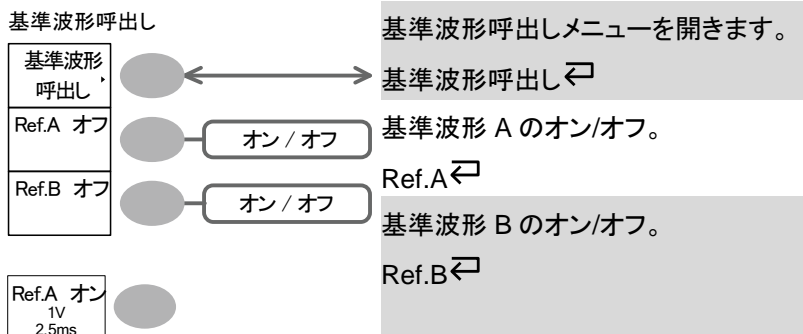 基準波形呼出し
基準波形
呼出し
基準波形呼出しメニューを開きます。
基準波形呼出し
Ref.A オフ
オン / オフ
基準波形 A のオン/オフ。
Ref.A
Ref.B オフ
オン / オフ
基準波形 B のオン/オフ。
Ref.B
Ref.A オン
1V
2.5ms